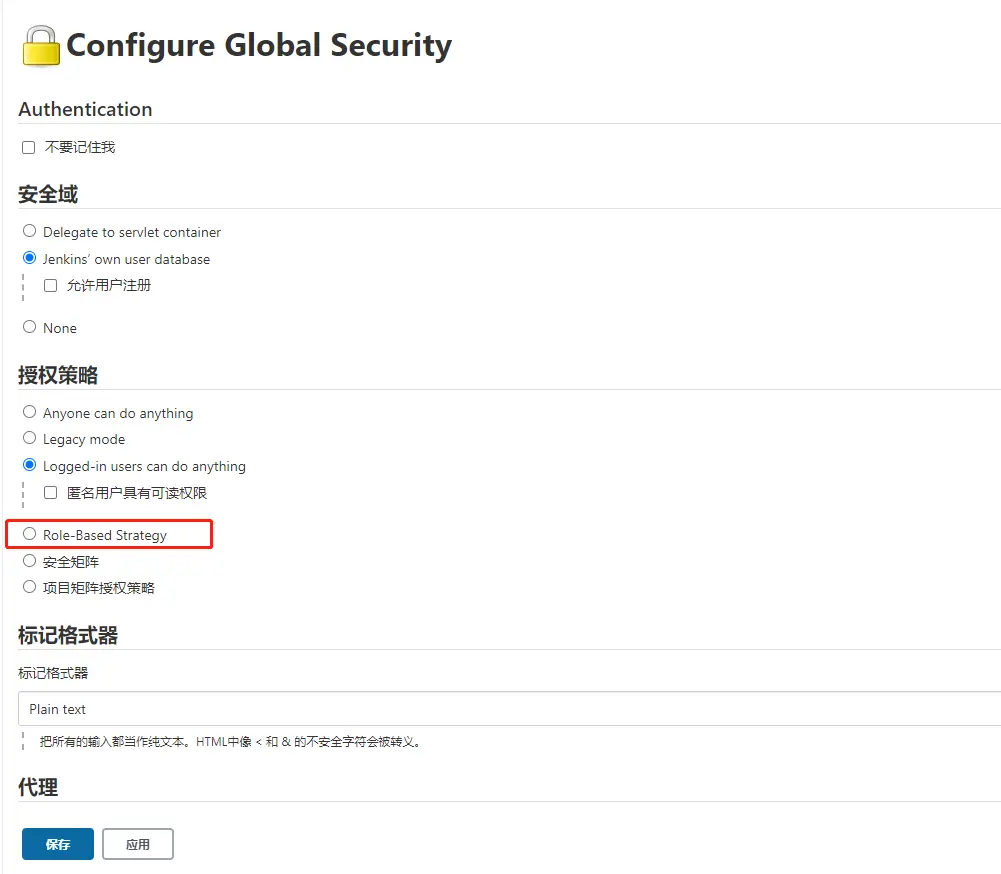 Configure Global Security
Authentication
不要记住我
安全域
Delegate to servlet container
Jenkins’ own user database
允许用户注册
None
授权策略
Anyone can do anything
Legacy mode
Logged-in users can do anything
匿名用户具有可读权限
Role-Based Strategy
安全矩阵
项目矩阵授权策略
标记格式器
标记格式器
Plain text
把所有的输入都当作纯文本。HTML中像 < 和 & 的不安全字符会被转义。
代理
保存 应用